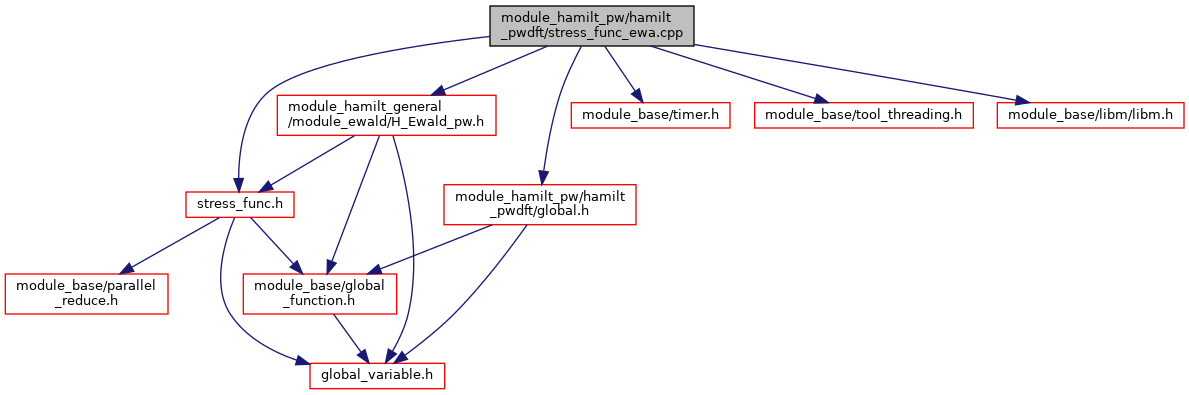 module_hamilt_pw/hamilt
_pwdft/stress_func_ewa.cpp
module_hamilt_general
/module_ewald/H_Ewald_pw.h
module_base/timer.h
module_base/tool_threading.h
module_base/libm/libm.h
stress_func.h
module_hamilt_pw/hamilt
_pwdft/global.h
module_base/parallel
_reduce.h
module_base/global
_function.h
global_variable.h